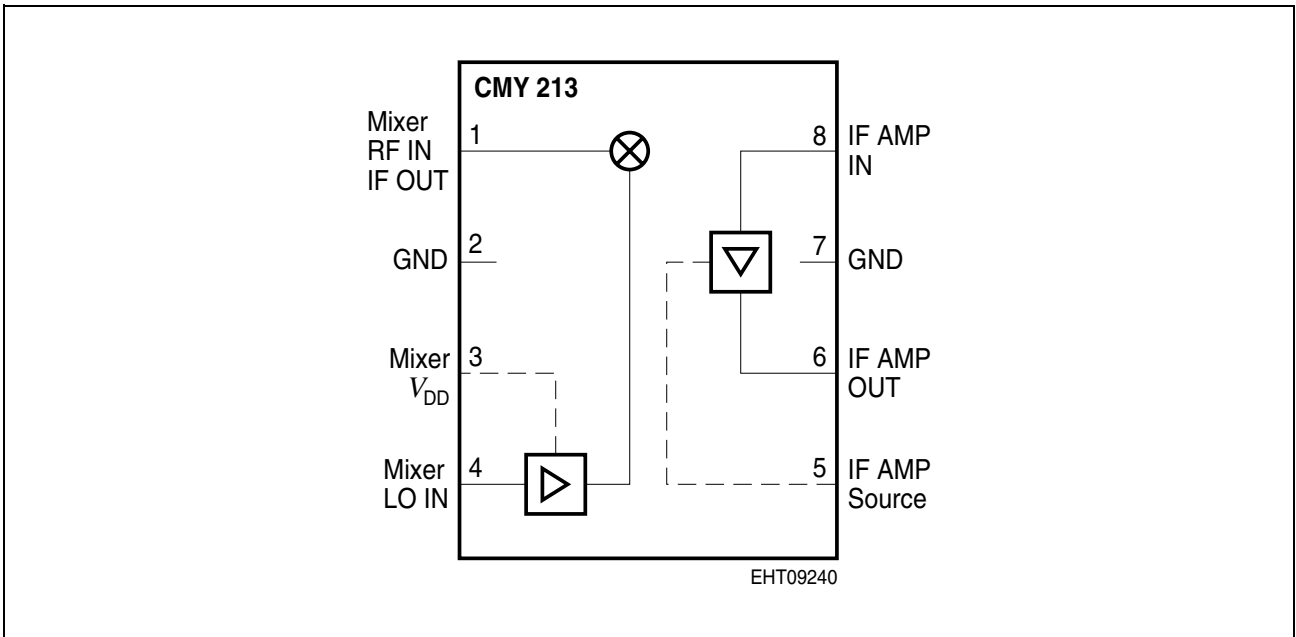 CMY 213
Mixer
RF IN
IF OUT
1
8
IF AMP
IN
GND
2
7
GND
Mixer
V_DD
3
6
IF AMP
OUT
Mixer
LO IN
4
5
IF AMP
Source
EHT09240